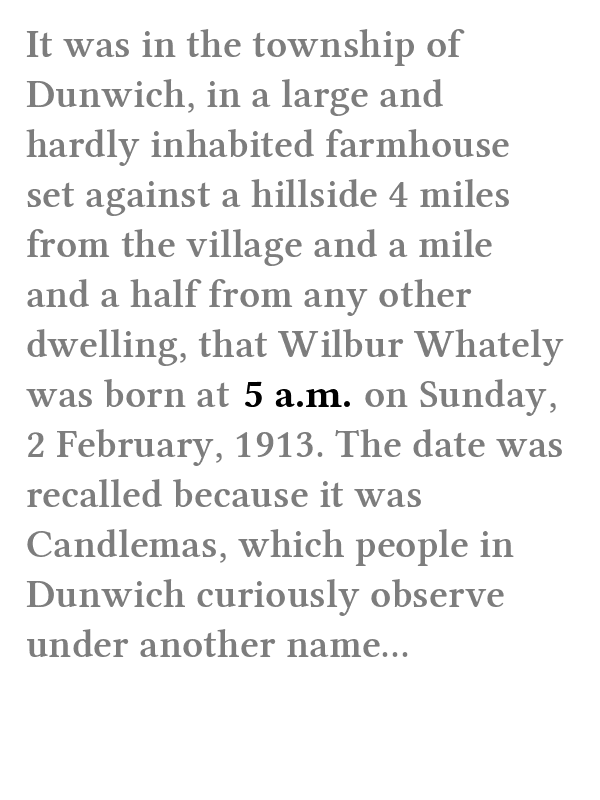 It was in the township of
Dunwich, in a large and
hardly inhabited farmhouse
set against a hillside 4 miles
from the village and a mile
and a half from any other
dwelling, that Wilbur Whately
was born at 5 a.m. on Sunday,
2 February, 1913. The date was
recalled because it was
Candlemas, which people in
Dunwich curiously observe
under another name...